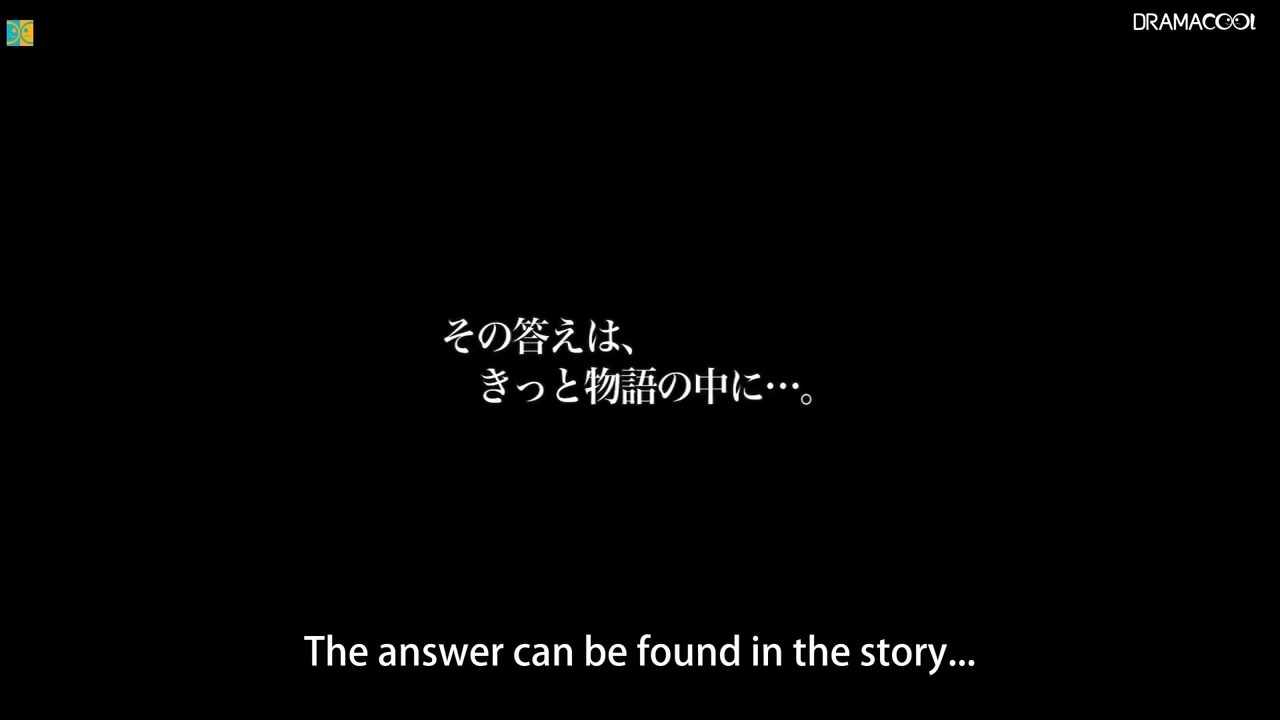 DRAMACOOL
その答えは、
きっと物語の中に…。
The answer can be found in the story...